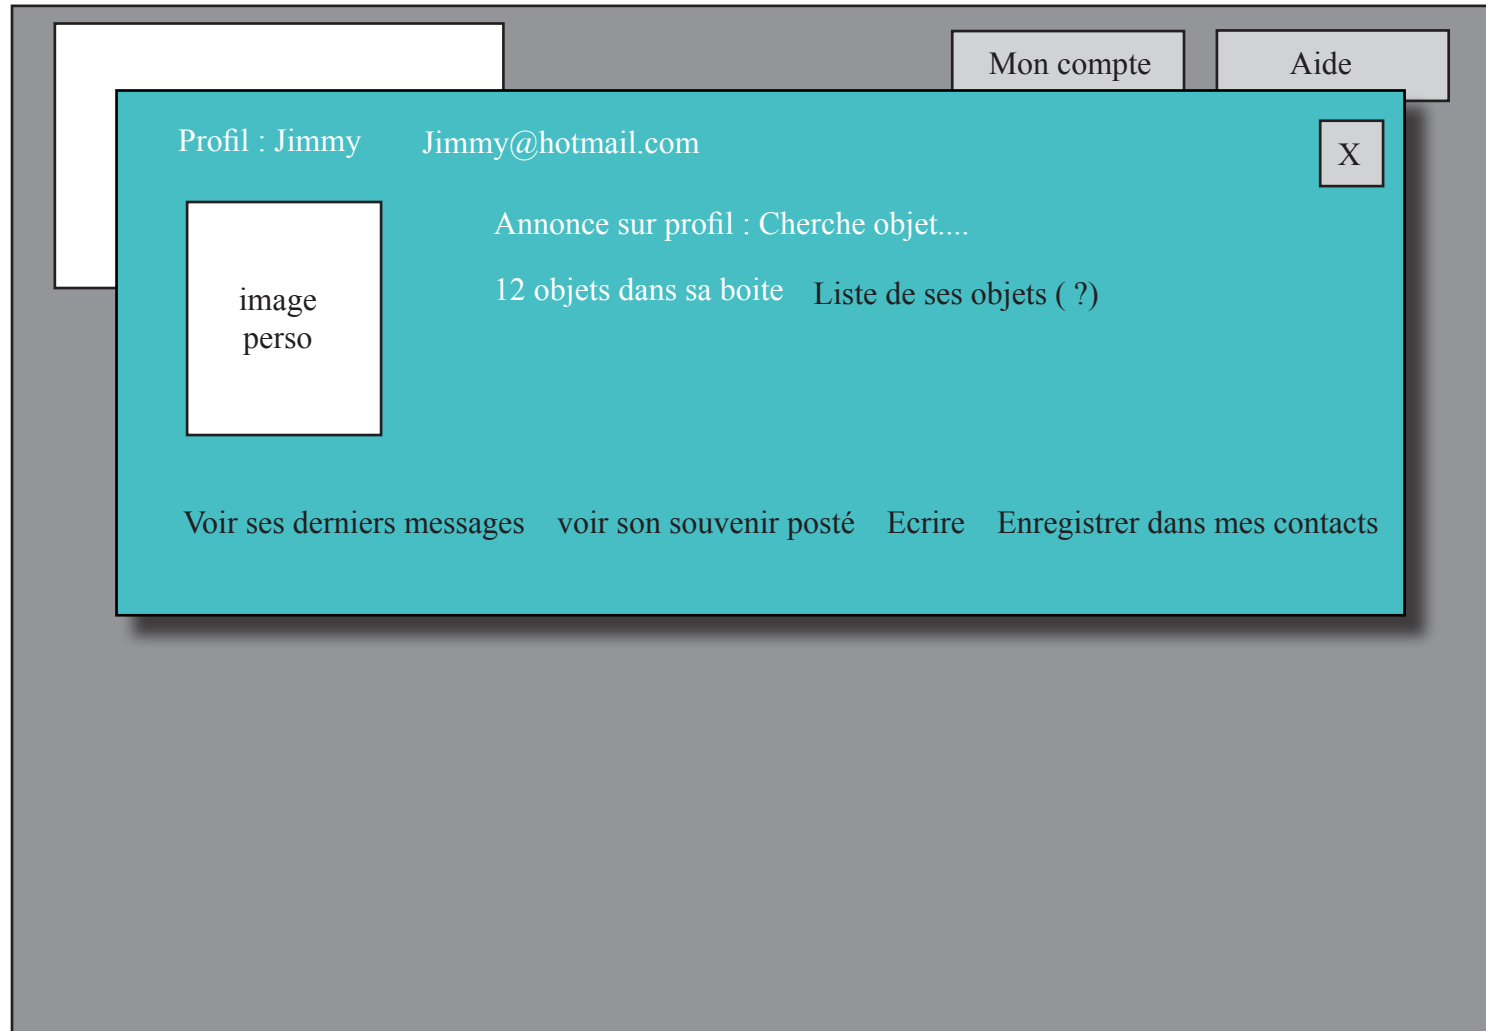 Mon compte
Aide
Profil : Jimmy
Jimmy@hotmail.com
X
Annonce sur profil : Cherche objet....
12 objets dans sa boite
Liste de ses objets ( ?)
image
perso
Voir ses derniers messages
voir son souvenir posté
Ecrire
Enregistrer dans mes contacts